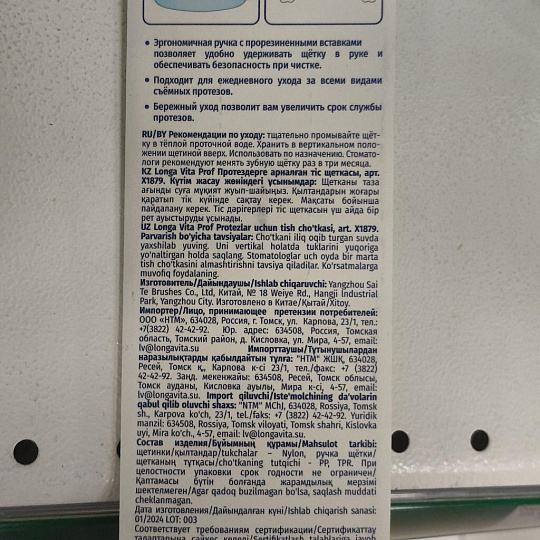 • Эргономичная ручка с прорезиненными вставками
позволяет удобно удерживать щётку в руке и
обеспечивать безопасность при чистке.
• Подходит для ежедневного ухода за всеми видами
съёмных протезов.
• Бережный уход позволит вам увеличить срок службы
протезов.
RU/BY Рекомендации по уходу: тщательно промывайте щёт-
ку в тёплой проточной воде. Хранить в вертикальном поло-
жении щетиной вверх. Использовать по назначению. Стомато-
логи рекомендуют менять зубную щётку раз в три месяца.
KZ Longa Vita Prof Протездерге арналған тіс щеткасы, арт.
X1879. Күтім жасау жөніндегі ұсынымдар: Щетканы таза
ағынды суға мұқият жуып-шайыңыз. Қылтандарын жоғары
қаратып тік күйінде сақтау керек. Мақсаты бойынша
пайдалану керек. Тіс дәрігерлері тіс щеткасын үш айда бір
рет ауыстыруды ұсынады.
UZ Longa Vita Prof Protezlar uchun tish cho'tkasi, art. X1879.
Parvarish bo'yicha tavsiyalar: Cho'tkani iliq oqib turgan suvda
yaxshilab yuving. Uni vertikal holatda tuklarini yuqoriga
yo'naltirgan holda saqlang. Stomatologlar uch oyda bir marta
tish cho'tkasini almashtirishni tavsiya qiladilar. Ko'rsatmalarga
muvofiq foydalaning.
Изготовитель/Дайындаушы/Ishlab chiqaruvchi: Yangzhou Sai
Te Brushes Co., Ltd, Китай, № 18 Weiye Rd., Hangji Industrial
Park, Yangzhou City. Изготовлено в Китае/Қытай/Xitoy.
Импортер/Лицо, принимающее претензии потребителей:
ООО «НТМ», 634028, Россия, г. Томск, ул. Карпова, 23/1, тел.:
+7(3822) 42-42-92. Юр. адрес: 634508, Россия, Томская
область, Томский район, д. Кисловка, ул. Мира, 4-57, email:
lv@longavita.ru Импорттаушы/Тұтынушылардан
наразылықтарды қабылдайтын тұлға: "НТМ" ЖШҚ, 634028,
Ресей, Томск қ., Карпова к-сі 23/1, тел.: +7 (3822)
42-42-92. Заңд. мекенжайы: 634508, Ресей, Томск облысы,
Томск ауданы, Кисловка ауылы, Мира к-сі, 4-57, email:
lv@longavita.ru. Import qiluvchi/Iste'molchining da'volarin
qabul qilib oluvchi shaxs: "NTM" MChJ, 634028, Rossiya, Tomsk
sh., Karpova ko'ch, 23/1, tel./faks: +7 (3822) 42-42-92. Yuridik
manzil: 634508, Rossiya, Tomsk viloyati, Tomsk shahri, Kislovka
uyi, Mira ko'ch., 4-57, email: lv@longavita.ru.
Состав изделия/Бұйымның құрамы/Mahsulot tarkibi:
щетинки/қылтандар/tukchalar – Nylon, ручка щётки/
щетканың тұтқасы/cho'tkaning tutqichi - PP, TPR. При
целостности упаковки срок годности не ограничен/
Қаптамасы бүтін болғанда жарамдылық мерзімі
шектелмеген/Agar qadoq buzilmagan bo'lsa, saqlash muddati
cheklanmagan.
Дата изготовления/Дайындалған күні/Ishlab chiqarish sanasi:
01/2024 LOT: 003
Соответствует требованиям сертификации/Сертификаттау
талаптарына сәйкес келеді/Sertifikatlash talablariga javob